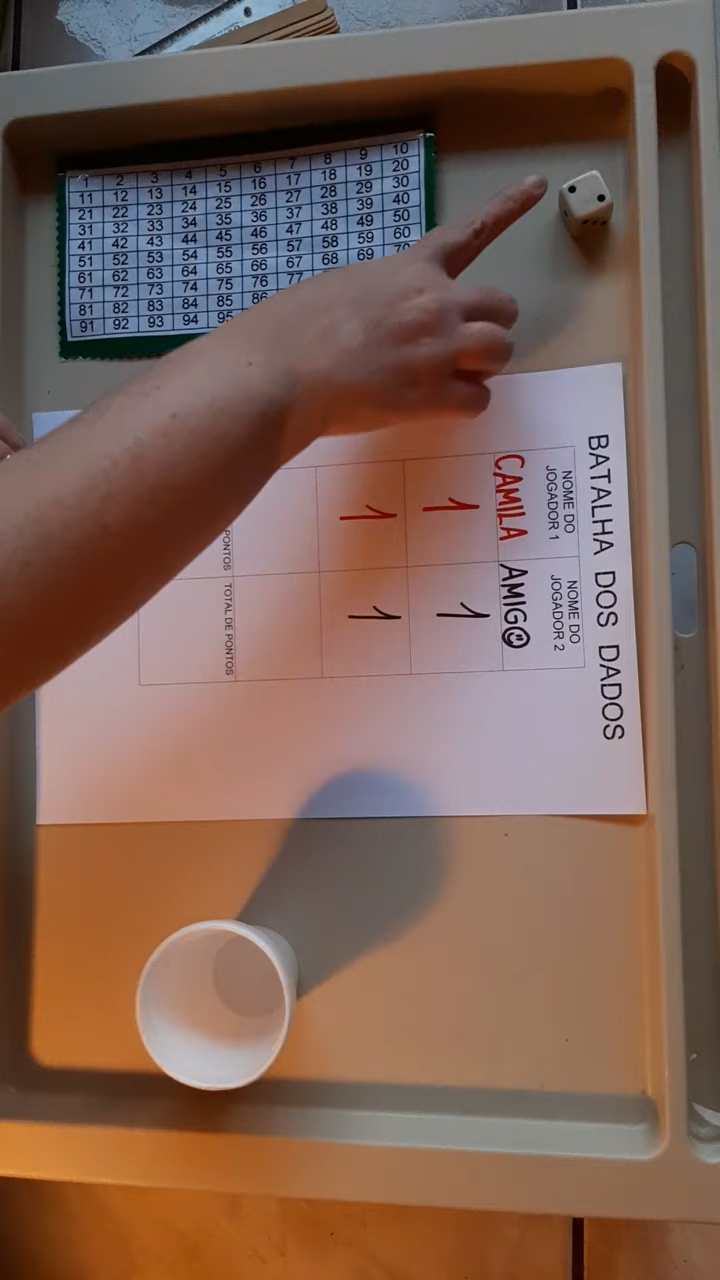 1 2 3 4 5 6 7 8 9 10
11 12 13 14 15 16 17 18 19 20
21 22 23 24 25 26 27 28 29 30
31 32 33 34 35 36 37 38 39 40
41 42 43 44 45 46 47 48 49 50
51 52 53 54 55 56 57 58 59 60
61 62 63 64 65 66 67 68 69 70
71 72 73 74 75 76 77
81 82 83 84 85 86
91 92 93 94 95
BATALHA DOS DADOS
NOME DO JOGADOR 1
NOME DO JOGADOR 2
CAMILA AMIGO
1 1
1 1
PONTOS TOTAL DE PONTOS